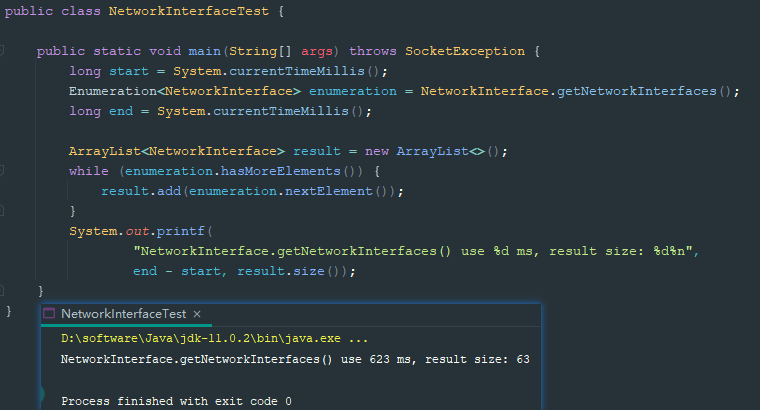 public class NetworkInterfaceTest {
    public static void main(String[] args) throws SocketException {
        long start = System.currentTimeMillis();
        Enumeration<NetworkInterface> enumeration = NetworkInterface.getNetworkInterfaces();
        long end = System.currentTimeMillis();
        ArrayList<NetworkInterface> result = new ArrayList<>();
        while (enumeration.hasMoreElements()) {
            result.add(enumeration.nextElement());
        }
        System.out.printf(
                "NetworkInterface.getNetworkInterfaces() use %d ms, result size: %d%n",
                end - start, result.size());
    }
}
NetworkInterfaceTest ×
D:\software\Java\jdk-11.0.2\bin\java.exe ...
NetworkInterface.getNetworkInterfaces() use 623 ms, result size: 63
Process finished with exit code 0